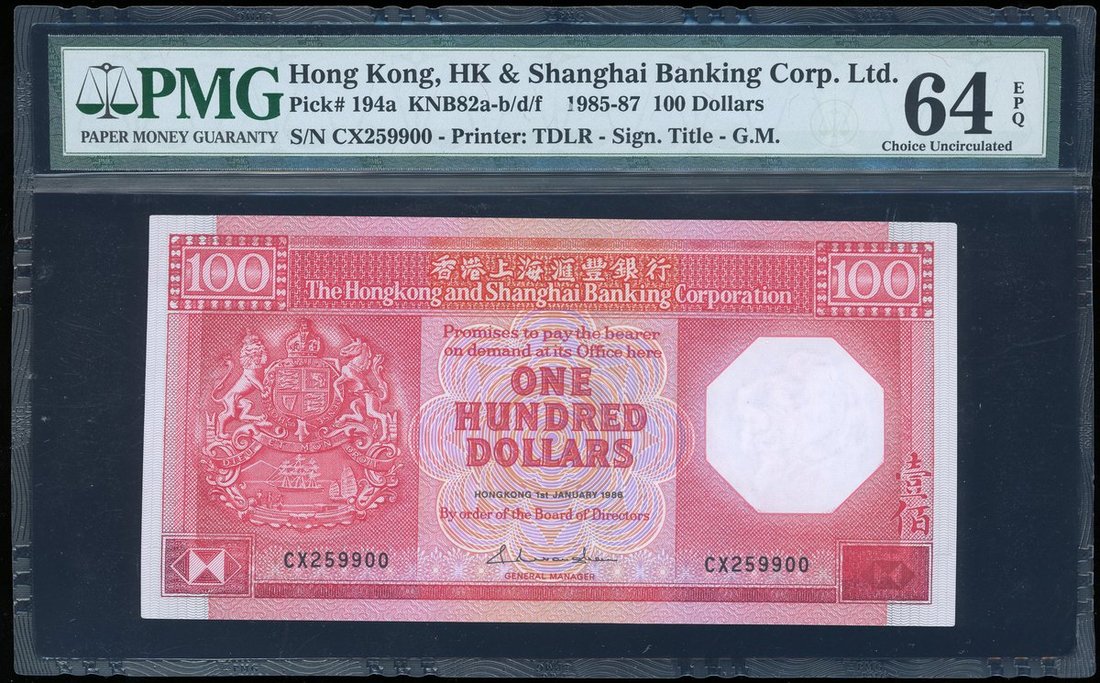 PMG
PAPER MONEY GUARANTY
Hong Kong, HK & Shanghai Banking Corp. Ltd.
Pick# 194a KNB82a-b/d/f 1985-87 100 Dollars
S/N CX259900 - Printer: TDLR - Sign. Title - G.M.
64
EPQ
Choice Uncirculated
100
香港上海滙豐銀行
100
The Hongkong and Shanghai Banking Corporation
Promises to pay the bearer
on demand at its Office here
ONE
HUNDRED
DOLLARS
HONGKONG 1st JANUARY 1986
By order of the Board of Directors
壹佰
CX259900
GENERAL MANAGER
CX259900